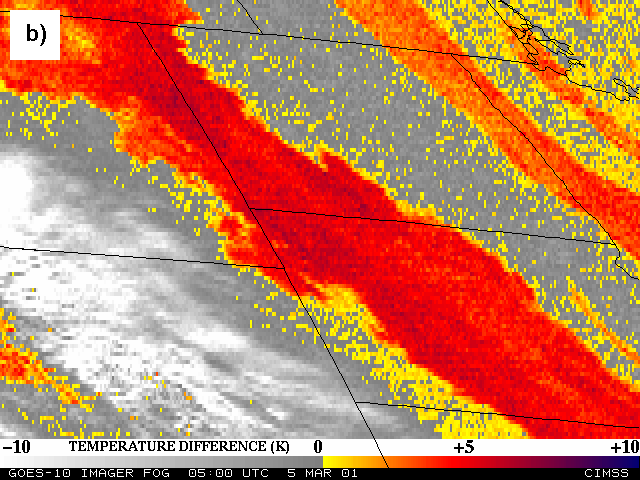 b)
−10 TEMPERATURE DIFFERENCE (K) 0 +5 +10
GOES-10 IMAGER FOG 05:00 UTC 5 MAR 01 CIMSS